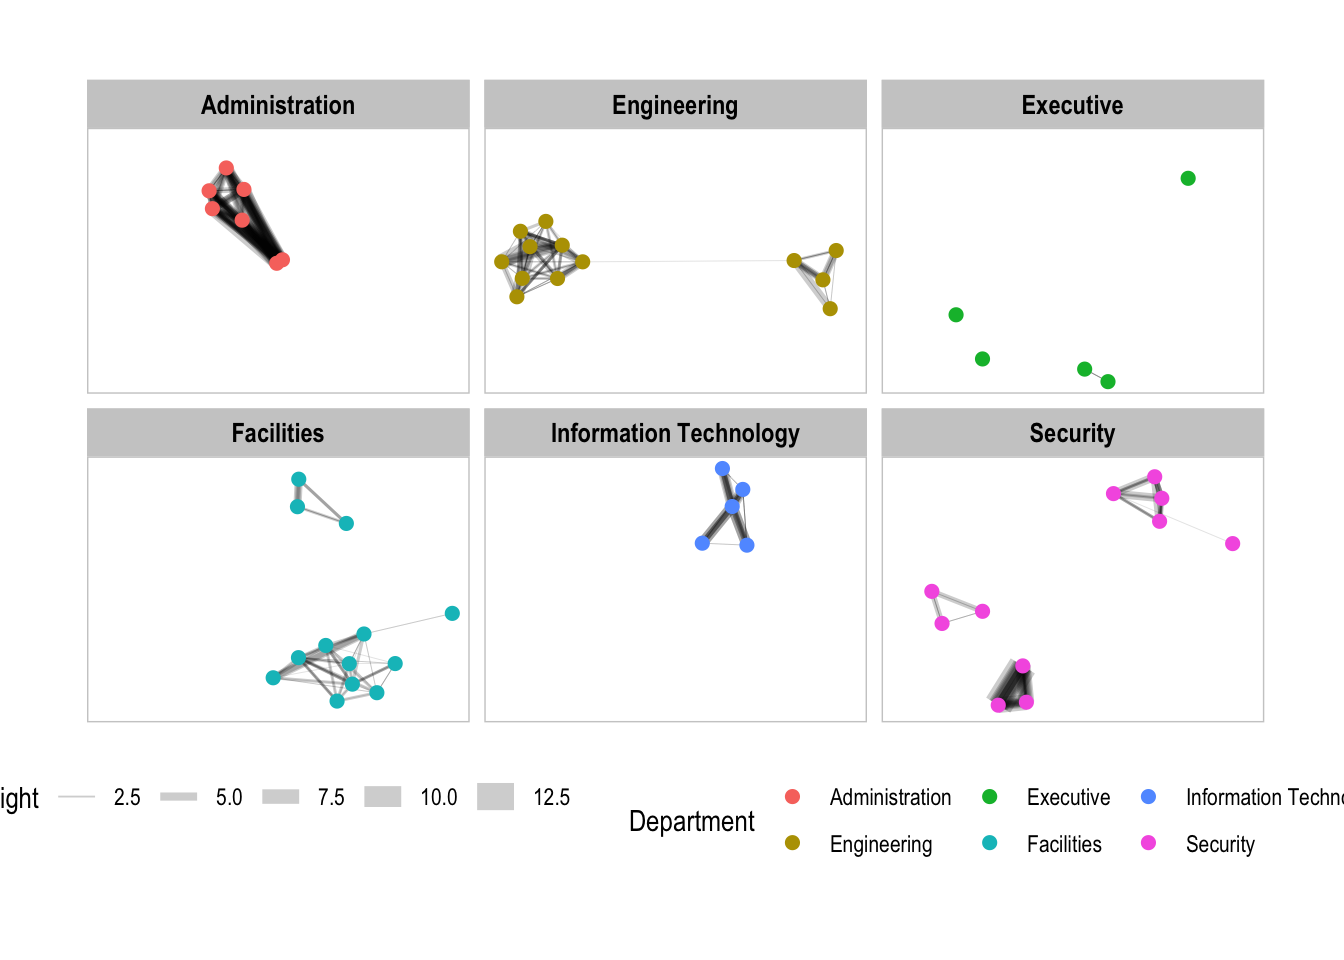 Administration
Engineering
Executive
Facilities
Information Technology
Security
2.5
5.0
7.5
10.0
12.5
Department
Administration
Executive
Information
Engineering
Facilities
Security